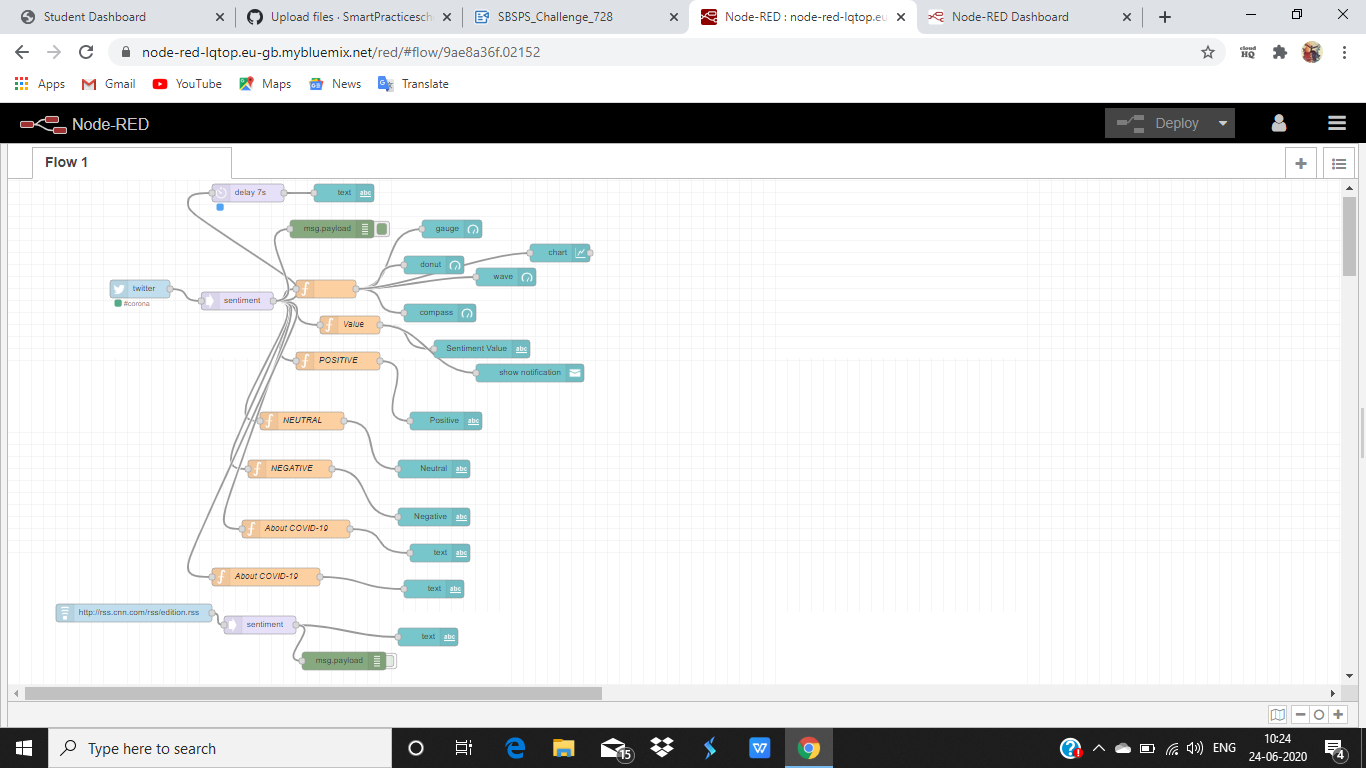 Student Dashboard
Upload files · SmartPracticesch
SBSPS_Challenge_728
Node-RED : node-red-lqtop.eu
Node-RED Dashboard
node-red-lqtop.eu-gb.mybluemix.net/red/#flow/9ae8a36f.02152
cloud
HQ
Apps
Gmail
YouTube
Maps
News
Translate
Node-RED
Deploy
Flow 1
delay 7s
text abc
msg.payload
gauge
chart
donut
wave
twitter
#corona
sentiment
compass
Value
Sentiment Value abc
POSITIVE
show notification
NEUTRAL
Positive abc
NEGATIVE
Neutral abc
Negative abc
About COVID-19
text abc
About COVID-19
text abc
http://rss.cnn.com/rss/edition.rss
sentiment
text abc
msg.payload
Type here to search
15
ENG
10:24
24-06-2020
4